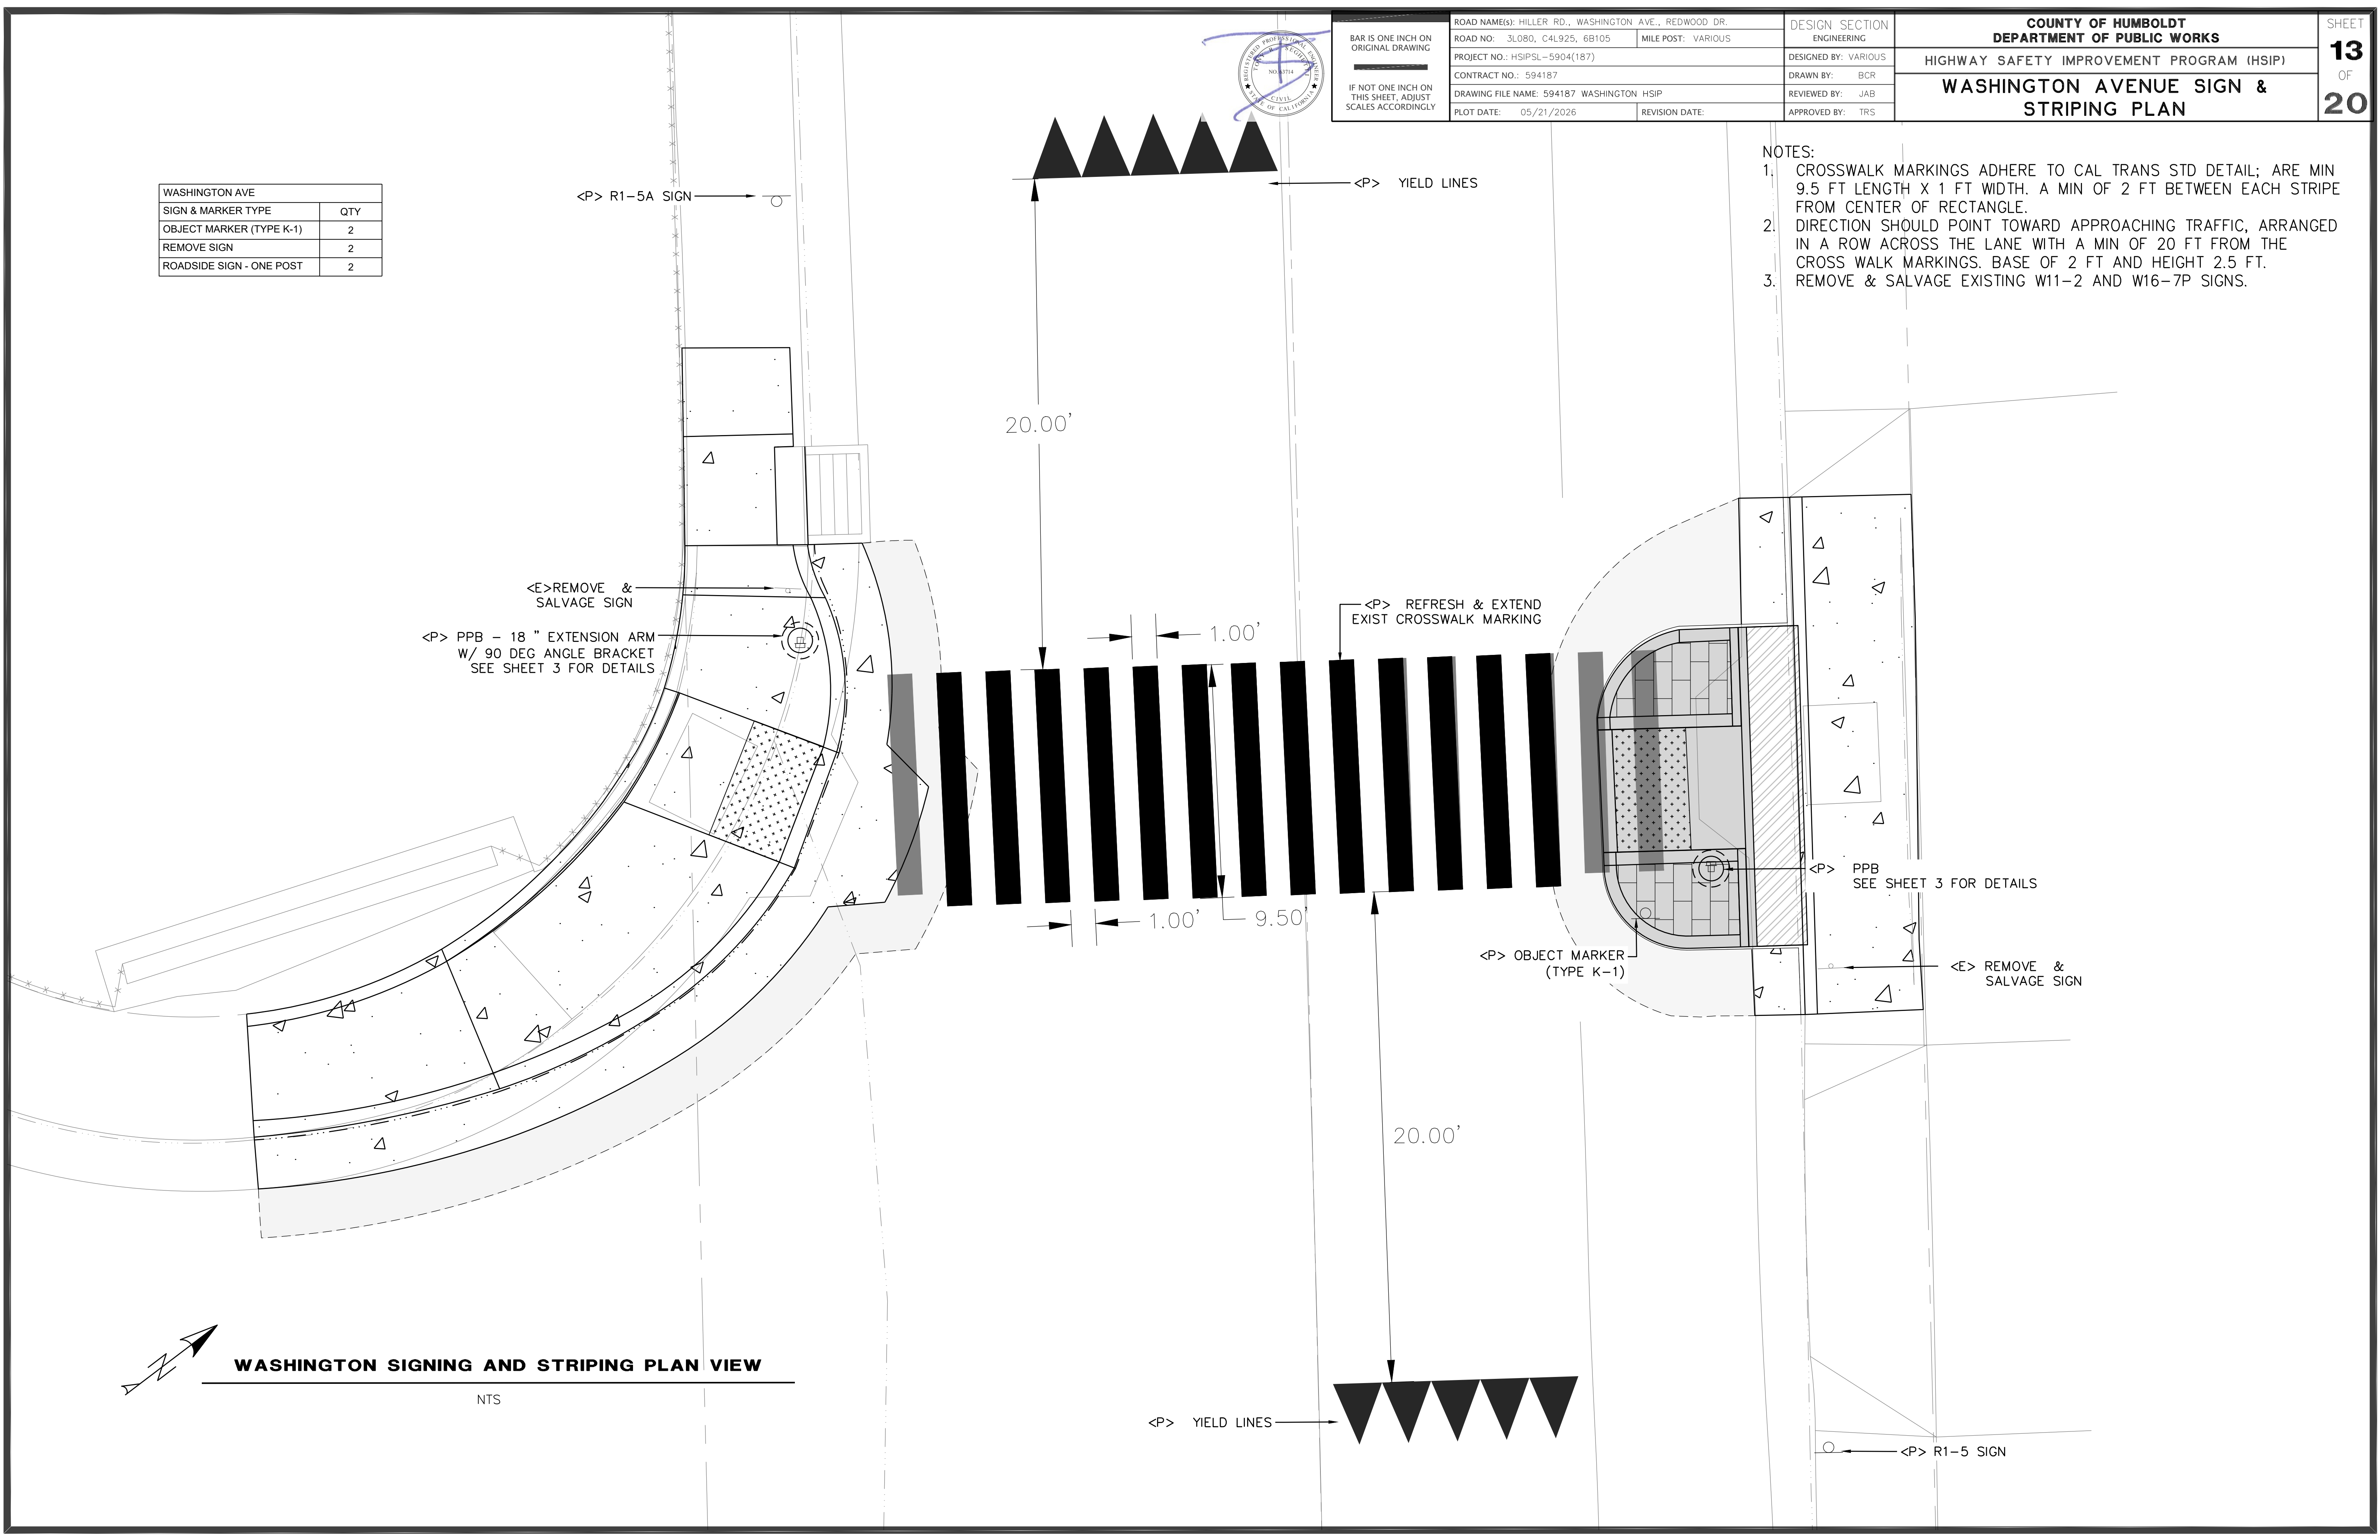 REGISTERED PROFESSIONAL ENGINEER
NO.
CIVIL
STATE OF CALIFORNIA
BAR IS ONE INCH ON
ORIGINAL DRAWING
IF NOT ONE INCH ON
THIS SHEET, ADJUST
SCALES ACCORDINGLY
ROAD NAME(s): HILLER RD., WASHINGTON AVE., REDWOOD DR.
ROAD NO: 3L080, C4L925, 6B105 MILE POST: VARIOUS
PROJECT NO.: HSIPSL-5904(187)
CONTRACT NO.: 594187
DRAWING FILE NAME: 594187 WASHINGTON HSIP
PLOT DATE: 05/21/2026 REVISION DATE:
DESIGN SECTION
ENGINEERING
DESIGNED BY: VARIOUS
DRAWN BY: BCR
REVIEWED BY: JAB
APPROVED BY: TRS
COUNTY OF HUMBOLDT
DEPARTMENT OF PUBLIC WORKS
HIGHWAY SAFETY IMPROVEMENT PROGRAM (HSIP)
WASHINGTON AVENUE SIGN &
STRIPING PLAN
SHEET
13
OF
20
NOTES:
1. CROSSWALK MARKINGS ADHERE TO CAL TRANS STD DETAIL; ARE MIN
9.5 FT LENGTH X 1 FT WIDTH. A MIN OF 2 FT BETWEEN EACH STRIPE
FROM CENTER OF RECTANGLE.
2. DIRECTION SHOULD POINT TOWARD APPROACHING TRAFFIC, ARRANGED
IN A ROW ACROSS THE LANE WITH A MIN OF 20 FT FROM THE
CROSS WALK MARKINGS. BASE OF 2 FT AND HEIGHT 2.5 FT.
3. REMOVE & SALVAGE EXISTING W11-2 AND W16-7P SIGNS.
WASHINGTON AVE
SIGN & MARKER TYPE QTY
OBJECT MARKER (TYPE K-1) 2
REMOVE SIGN 2
ROADSIDE SIGN - ONE POST 2
<P> R1-5A SIGN
<P> YIELD LINES
20.00'
<E>REMOVE &
SALVAGE SIGN
<P> PPB - 18 " EXTENSION ARM
W/ 90 DEG ANGLE BRACKET
SEE SHEET 3 FOR DETAILS
1.00'
<P> REFRESH & EXTEND
EXIST CROSSWALK MARKING
<P> PPB
SEE SHEET 3 FOR DETAILS
1.00'
9.50'
<P> OBJECT MARKER
(TYPE K-1)
<E> REMOVE &
SALVAGE SIGN
20.00'
N
WASHINGTON SIGNING AND STRIPING PLAN VIEW
NTS
<P> YIELD LINES
<P> R1-5 SIGN